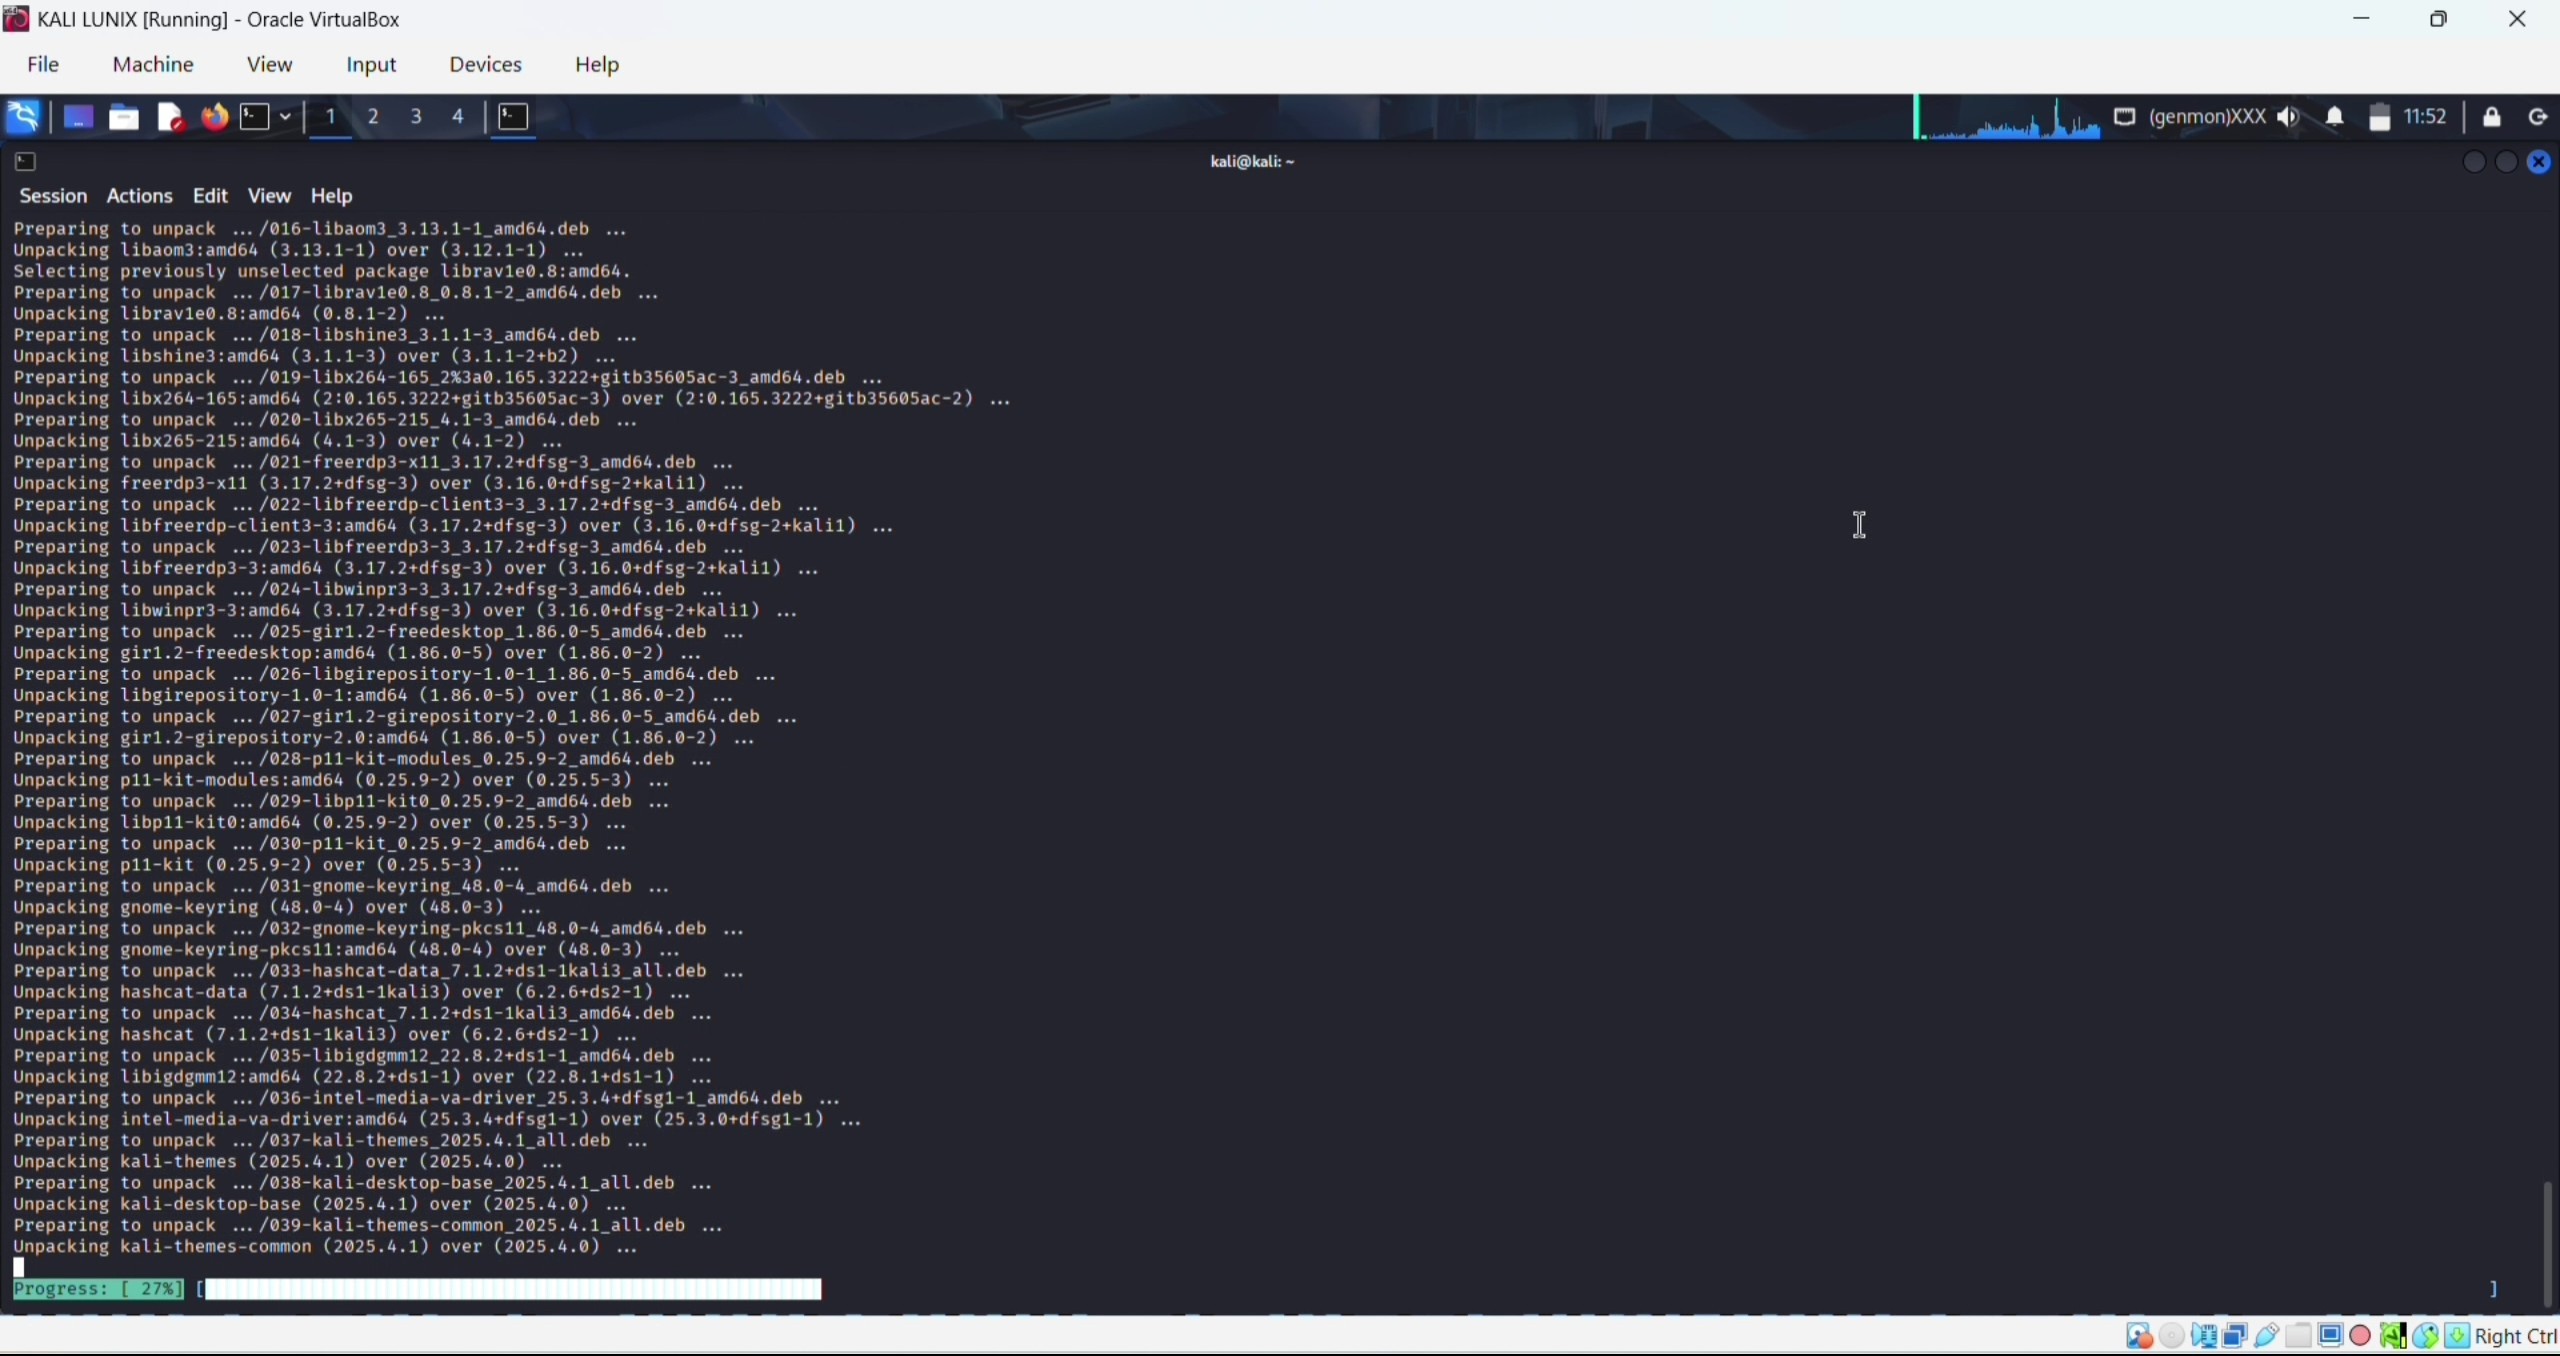 KALI LUNIX [Running] - Oracle VirtualBox
File Machine View Input Devices Help
1 2 3 4 (genmon)XXX 11:52
kali@kali: ~
Session Actions Edit View Help
Preparing to unpack .../016-libaom3_3.13.1-1_amd64.deb ...
Unpacking libaom3:amd64 (3.13.1-1) over (3.12.1-1) ...
Selecting previously unselected package librav1e0.8:amd64.
Preparing to unpack .../017-librav1e0.8_0.8.1-2_amd64.deb ...
Unpacking librav1e0.8:amd64 (0.8.1-2) ...
Preparing to unpack .../018-libshine3_3.1.1-3_amd64.deb ...
Unpacking libshine3:amd64 (3.1.1-3) over (3.1.1-2+b2) ...
Preparing to unpack .../019-libx264-165_2%3a0.165.3222+gitb35605ac-3_amd64.deb ...
Unpacking libx264-165:amd64 (2:0.165.3222+gitb35605ac-3) over (2:0.165.3222+gitb35605ac-2) ...
Preparing to unpack .../020-libx265-215_4.1-3_amd64.deb ...
Unpacking libx265-215:amd64 (4.1-3) over (4.1-2) ...
Preparing to unpack .../021-freerdp3-x11_3.17.2+dfsg-3_amd64.deb ...
Unpacking freerdp3-x11 (3.17.2+dfsg-3) over (3.16.0+dfsg-2+kali1) ...
Preparing to unpack .../022-libfreerdp-client3-3_3.17.2+dfsg-3_amd64.deb ...
Unpacking libfreerdp-client3-3:amd64 (3.17.2+dfsg-3) over (3.16.0+dfsg-2+kali1) ...
Preparing to unpack .../023-libfreerdp3-3_3.17.2+dfsg-3_amd64.deb ...
Unpacking libfreerdp3-3:amd64 (3.17.2+dfsg-3) over (3.16.0+dfsg-2+kali1) ...
Preparing to unpack .../024-libwinpr3-3_3.17.2+dfsg-3_amd64.deb ...
Unpacking libwinpr3-3:amd64 (3.17.2+dfsg-3) over (3.16.0+dfsg-2+kali1) ...
Preparing to unpack .../025-gir1.2-freedesktop_1.86.0-5_amd64.deb ...
Unpacking gir1.2-freedesktop:amd64 (1.86.0-5) over (1.86.0-2) ...
Preparing to unpack .../026-libgirepository-1.0-1_1.86.0-5_amd64.deb ...
Unpacking libgirepository-1.0-1:amd64 (1.86.0-5) over (1.86.0-2) ...
Preparing to unpack .../027-gir1.2-girepository-2.0_1.86.0-5_amd64.deb ...
Unpacking gir1.2-girepository-2.0:amd64 (1.86.0-5) over (1.86.0-2) ...
Preparing to unpack .../028-p11-kit-modules_0.25.9-2_amd64.deb ...
Unpacking p11-kit-modules:amd64 (0.25.9-2) over (0.25.5-3) ...
Preparing to unpack .../029-libp11-kit0_0.25.9-2_amd64.deb ...
Unpacking libp11-kit0:amd64 (0.25.9-2) over (0.25.5-3) ...
Preparing to unpack .../030-p11-kit_0.25.9-2_amd64.deb ...
Unpacking p11-kit (0.25.9-2) over (0.25.5-3) ...
Preparing to unpack .../031-gnome-keyring_48.0-4_amd64.deb ...
Unpacking gnome-keyring (48.0-4) over (48.0-3) ...
Preparing to unpack .../032-gnome-keyring-pkcs11_48.0-4_amd64.deb ...
Unpacking gnome-keyring-pkcs11:amd64 (48.0-4) over (48.0-3) ...
Preparing to unpack .../033-hashcat-data_7.1.2+ds1-1kali3_all.deb ...
Unpacking hashcat-data (7.1.2+ds1-1kali3) over (6.2.6+ds2-1) ...
Preparing to unpack .../034-hashcat_7.1.2+ds1-1kali3_amd64.deb ...
Unpacking hashcat (7.1.2+ds1-1kali3) over (6.2.6+ds2-1) ...
Preparing to unpack .../035-libigdgmm12_22.8.2+ds1-1_amd64.deb ...
Unpacking libigdgmm12:amd64 (22.8.2+ds1-1) over (22.8.1+ds1-1) ...
Preparing to unpack .../036-intel-media-va-driver_25.3.4+dfsg1-1_amd64.deb ...
Unpacking intel-media-va-driver:amd64 (25.3.4+dfsg1-1) over (25.3.0+dfsg1-1) ...
Preparing to unpack .../037-kali-themes_2025.4.1_all.deb ...
Unpacking kali-themes (2025.4.1) over (2025.4.0) ...
Preparing to unpack .../038-kali-desktop-base_2025.4.1_all.deb ...
Unpacking kali-desktop-base (2025.4.1) over (2025.4.0) ...
Preparing to unpack .../039-kali-themes-common_2025.4.1_all.deb ...
Unpacking kali-themes-common (2025.4.1) over (2025.4.0) ...
Progress: [ 27%] [ ]
Right Ctrl